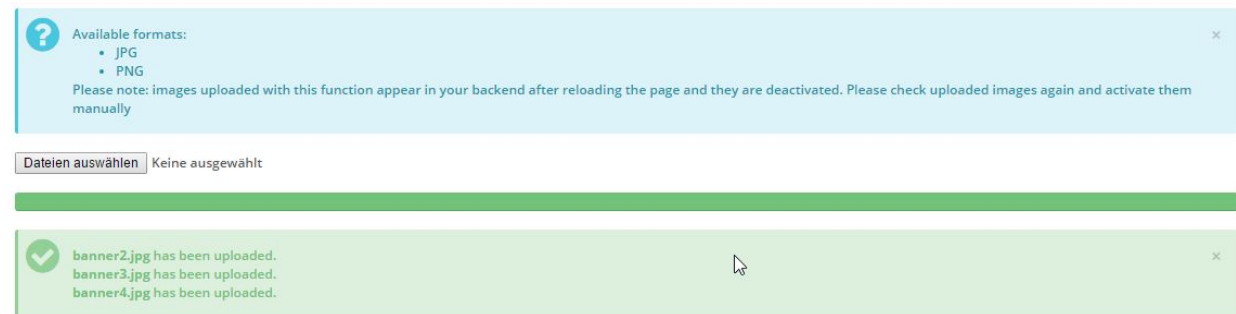 Available formats:
• JPG
• PNG
Please note: images uploaded with this function appear in your backend after reloading the page and they are deactivated. Please check uploaded images again and activate them
manually
Dateien auswählen Keine ausgewählt
banner2.jpg has been uploaded.
banner3.jpg has been uploaded.
banner4.jpg has been uploaded.